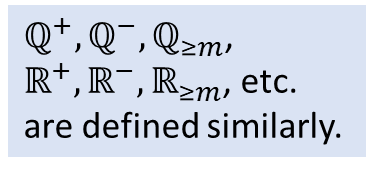 ℚ⁺, ℚ⁻, ℚ≥𝑚,
ℝ⁺, ℝ⁻, ℝ≥𝑚, etc.
are defined similarly.